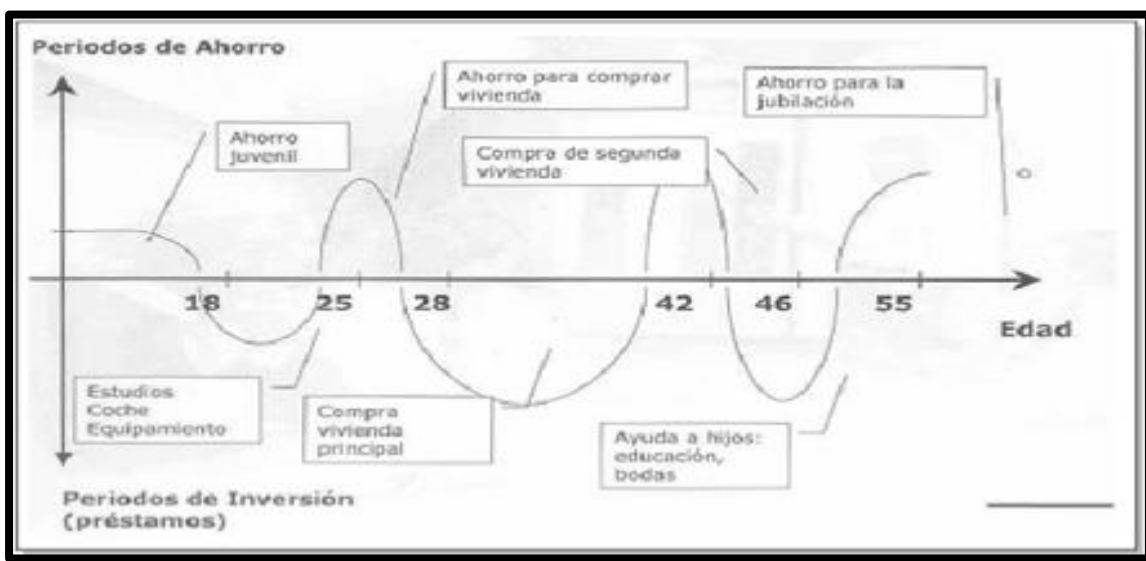 Periodos de Ahorro
Ahorro para comprar
vivienda
Ahorro para la
jubilación
Ahorro
juvenil
Compra de segunda
vivienda
18
25
28
42
46
55
Edad
Estudios
Coche
Equipamiento
Compra
vivienda
principal
Ayuda a hijos:
educación,
bodas
Periodos de Inversión
(préstamos)